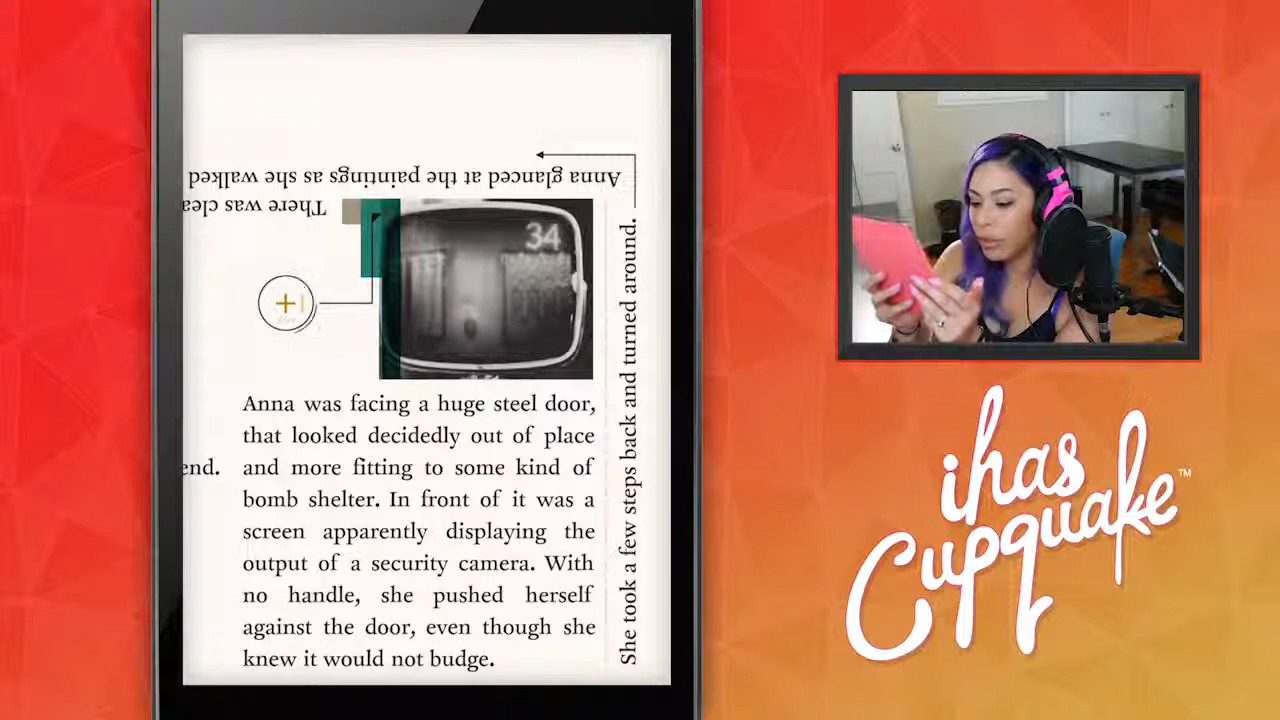 Anna glanced at the paintings as she walked
There was clea
34
end.
Anna was facing a huge steel door,
that looked decidedly out of place
and more fitting to some kind of
bomb shelter. In front of it was a
screen apparently displaying the
output of a security camera. With
no handle, she pushed herself
against the door, even though she
knew it would not budge.
She took a few steps back and turned around.
ihas
Cupquake™